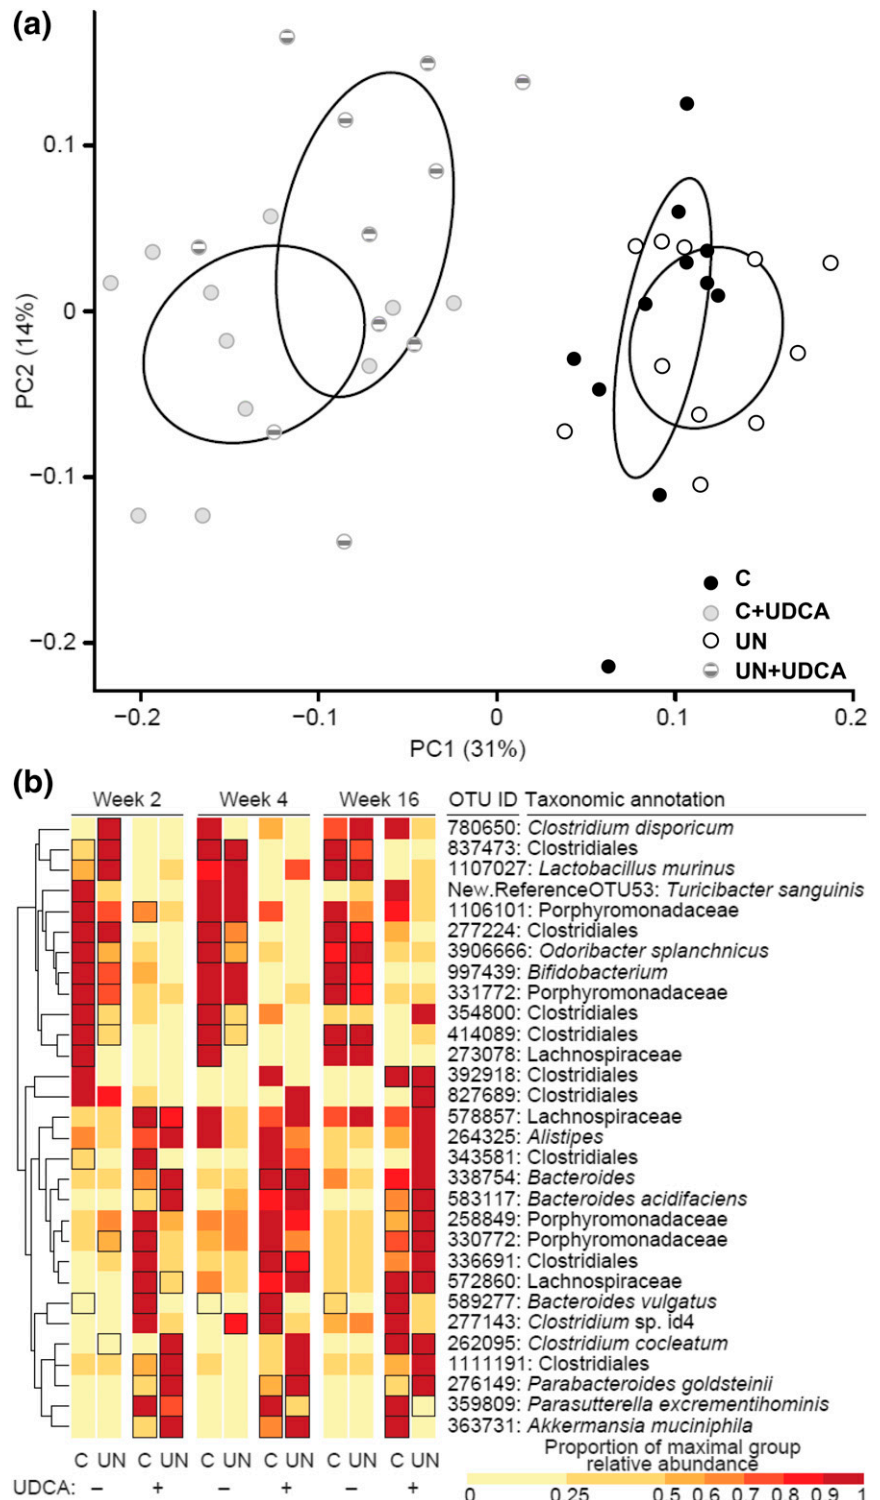 (a)
0.1
0
−0.1
−0.2
PC2 (14%)
−0.2
−0.1
0
0.1
0.2
PC1 (31%)
C
C+UDCA
UN
UN+UDCA
(b)
Week 2 Week 4 Week 16 OTU ID Taxonomic annotation
780650: Clostridium disporicum
837473: Clostridiales
1107027: Lactobacillus murinus
New.ReferenceOTU53: Turicibacter sanguinis
1106101: Porphyromonadaceae
277224: Clostridiales
3906666: Odoribacter splanchnicus
997439: Bifidobacterium
331772: Porphyromonadaceae
354800: Clostridiales
414089: Clostridiales
273078: Lachnospiraceae
392918: Clostridiales
827689: Clostridiales
578857: Lachnospiraceae
264325: Alistipes
343581: Clostridiales
338754: Bacteroides
583117: Bacteroides acidifaciens
258849: Porphyromonadaceae
330772: Porphyromonadaceae
336691: Clostridiales
572860: Lachnospiraceae
589277: Bacteroides vulgatus
277143: Clostridium sp. id4
262095: Clostridium cocleatum
1111191: Clostridiales
276149: Parabacteroides goldsteinii
359809: Parasutterella excrementihominis
363731: Akkermansia muciniphila
C UN C UN C UN C UN C UN C UN
UDCA: − + − + − +
Proportion of maximal group
relative abundance
0 0.25 0.5 0.6 0.7 0.8 0.9 1